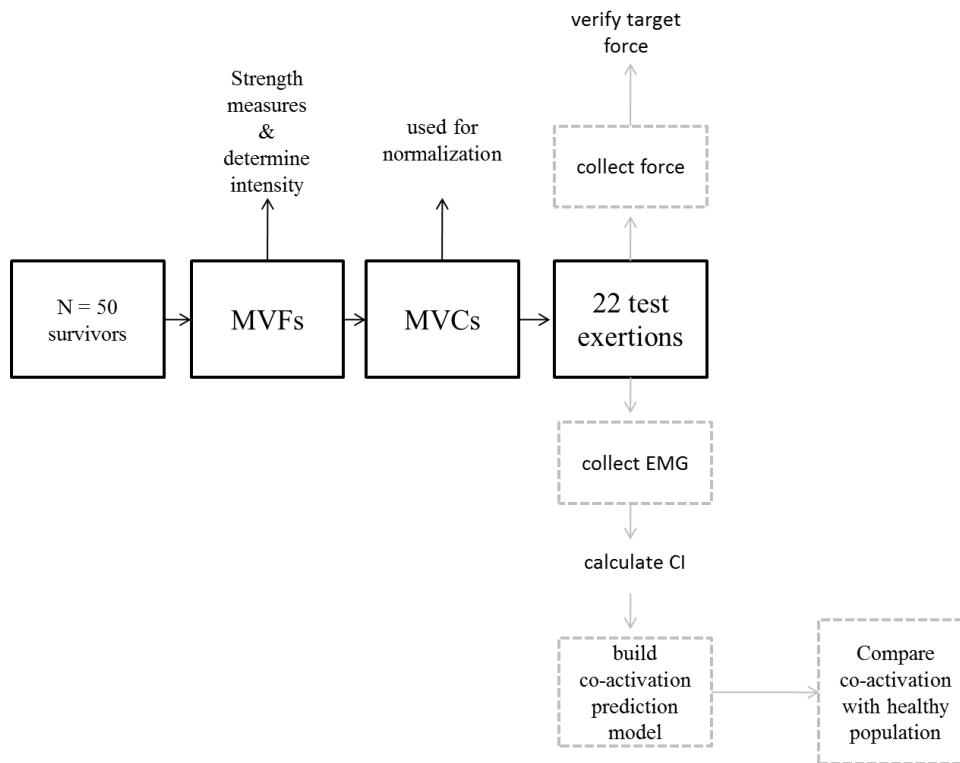 verify target
force
Strength
measures
&
determine
intensity
used for
normalization
collect force
N = 50
survivors
MVFs
MVCs
22 test
exertions
collect EMG
calculate CI
build
co-activation
prediction
model
Compare
co-activation
with healthy
population